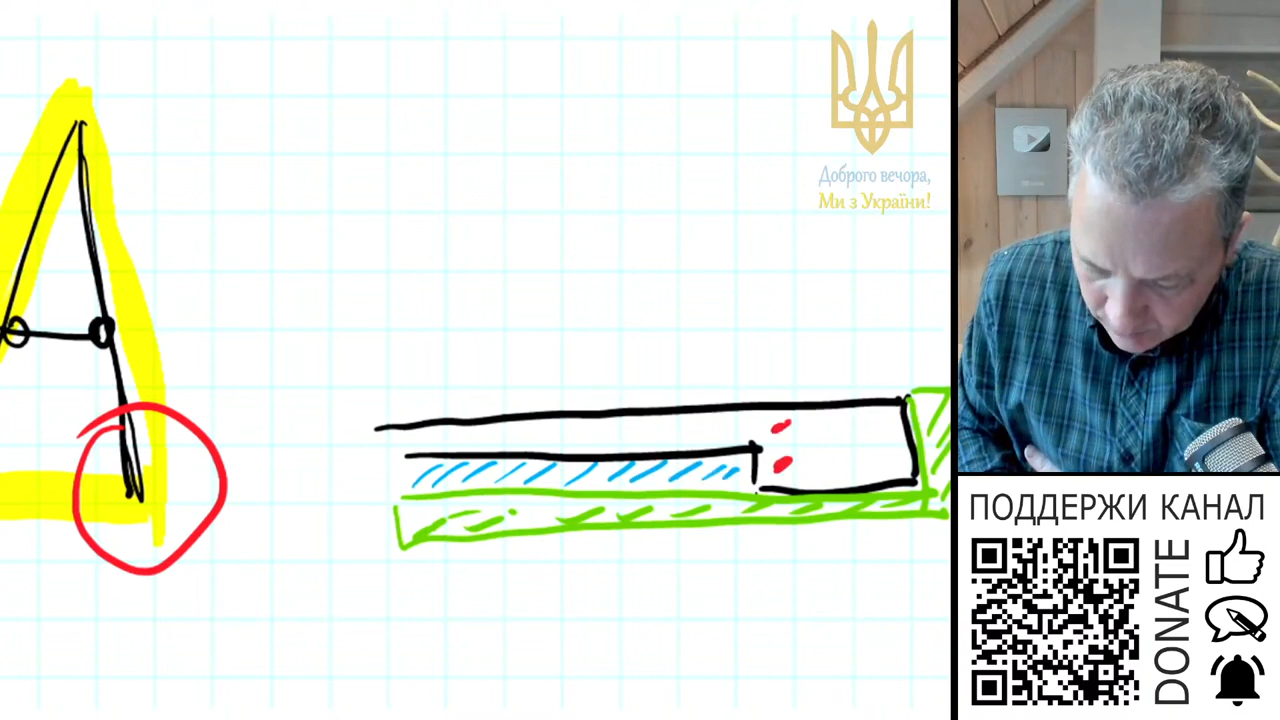 Доброго вечора,
Ми з України!
ПОДДЕРЖИ КАНАЛ
DONATE